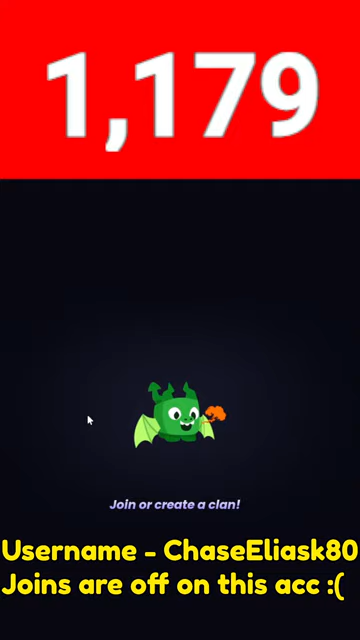 1,179
Join or create a clan!
Username - ChaseEliask80
Joins are off on this acc :(